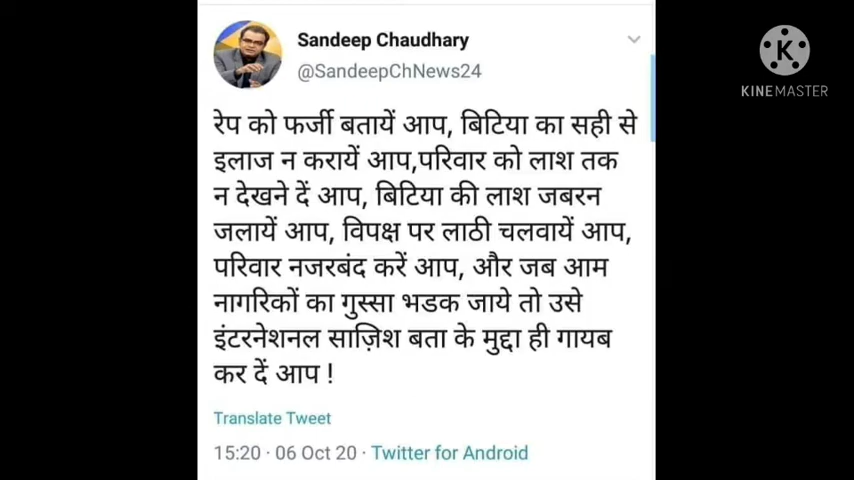 Sandeep Chaudhary
@SandeepChNews24
KINEMASTER
रेप को फर्जी बतायें आप, बिटिया का सही से
इलाज न करायें आप,परिवार को लाश तक
न देखने दें आप, बिटिया की लाश जबरन
जलायें आप, विपक्ष पर लाठी चलवायें आप,
परिवार नजरबंद करें आप, और जब आम
नागरिकों का गुस्सा भडक जाये तो उसे
इंटरनेशनल साज़िश बता के मुद्दा ही गायब
कर दें आप !
Translate Tweet
15:20 · 06 Oct 20 · Twitter for Android